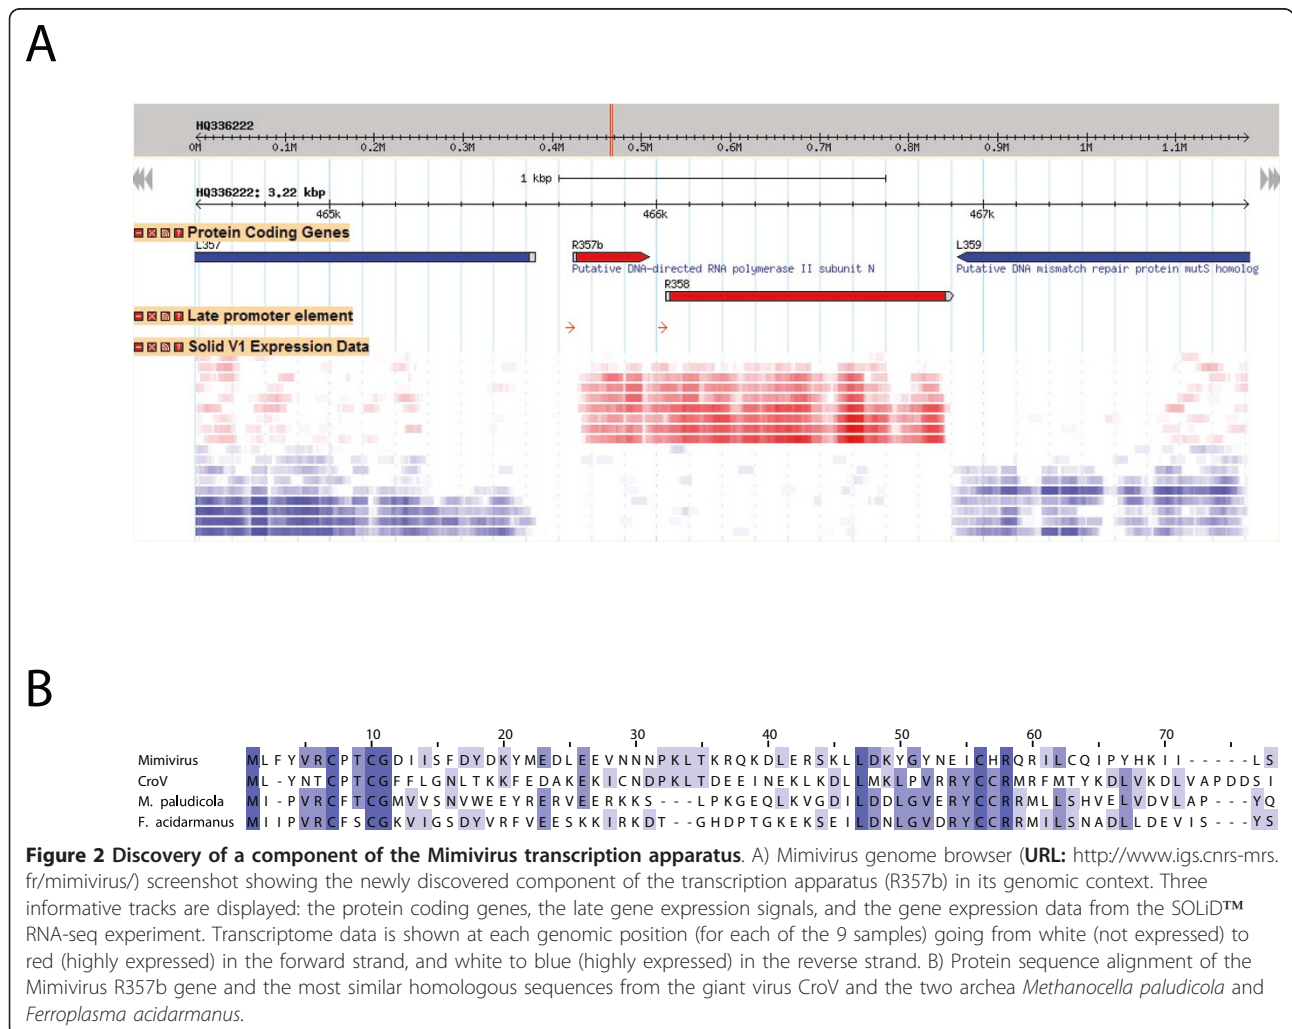 A
HQ336222
0M 0.1M 0.2M 0.3M 0.4M 0.5M 0.6M 0.7M 0.8M 0.9M 1M 1.1M
1 kbp
HQ336222: 3.22 kbp
465k 466k 467k
Protein Coding Genes
L357 R357b L359
Putative DNA-directed RNA polymerase II subunit N Putative DNA mismatch repair protein mutS homolog
R358
Late promoter element
Solid V1 Expression Data
B
10 20 30 40 50 60 70
Mimivirus MLFYVRCPTCGDIISFDYDKYMEDLEEVNNNPKLTKRQKDLERSKLLDKYGYNEICHRQRILCQIPYHKII-----LS
CroV ML-YNTCPTCGFFLGNLTKKFEDAKEKICNDPKLTDEEINEKLKDLLMKLPVRRYCCRMRFMTYKDLVKDLVAPDDSI
M. paludicola MI-PVRCFTCGMVVSNVWEEYRERVEERKKS---LPKGEQLKVGDILDDLGVERYCCRRMLLSHVELVDVLAP---YQ
F. acidarmanus MIIPVRCFSCGKVIGSDYVRFVEESKKIRKDT--GHDPTGKEKSEILDNLGVDRYCCRRMILSNADLLDEVIS---YS
Figure 2 Discovery of a component of the Mimivirus transcription apparatus. A) Mimivirus genome browser (URL: http://www.igs.cnrs-mrs.
fr/mimivirus/) screenshot showing the newly discovered component of the transcription apparatus (R357b) in its genomic context. Three
informative tracks are displayed: the protein coding genes, the late gene expression signals, and the gene expression data from the SOLiD™
RNA-seq experiment. Transcriptome data is shown at each genomic position (for each of the 9 samples) going from white (not expressed) to
red (highly expressed) in the forward strand, and white to blue (highly expressed) in the reverse strand. B) Protein sequence alignment of the
Mimivirus R357b gene and the most similar homologous sequences from the giant virus CroV and the two archea Methanocella paludicola and
Ferroplasma acidarmanus.